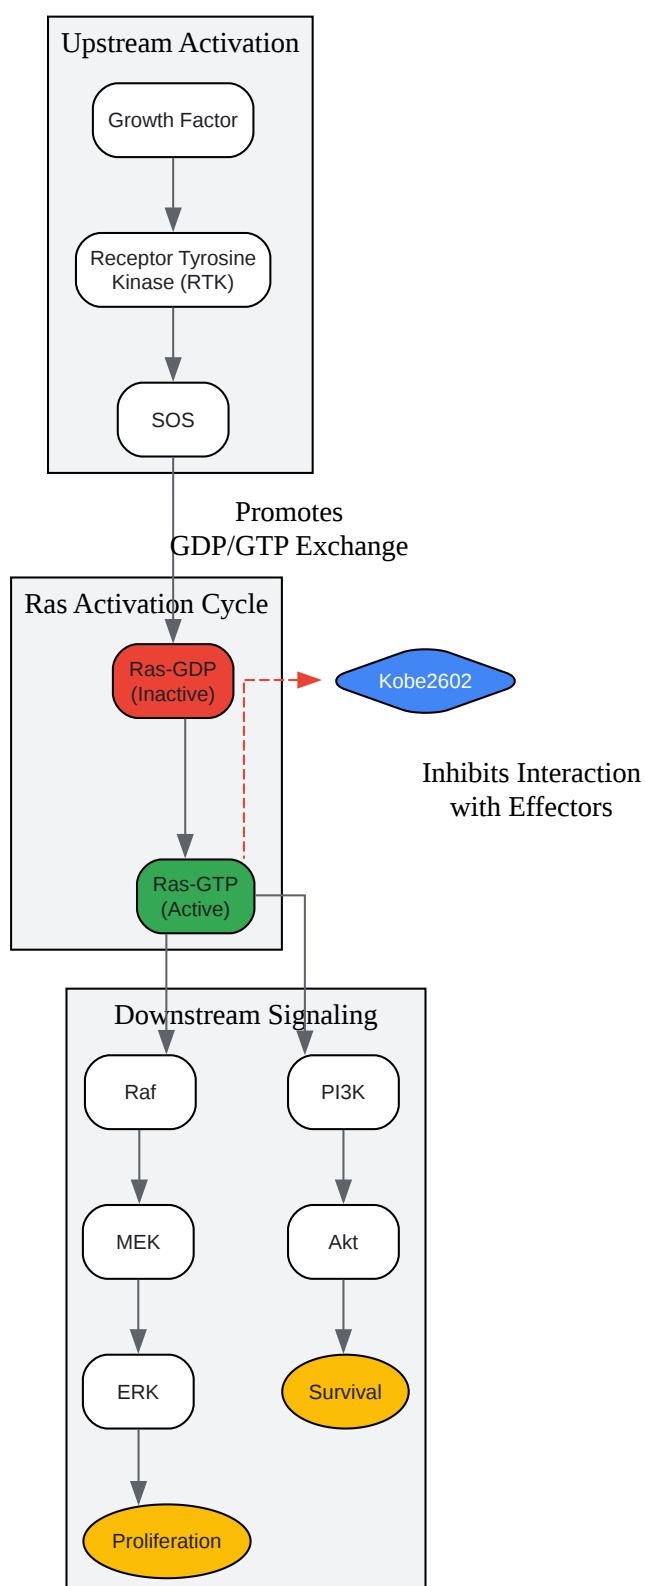 Upstream Activation
Growth Factor
Receptor Tyrosine
Kinase (RTK)
SOS
Promotes
GDP/GTP Exchange
Ras Activation Cycle
Ras-GDP
(Inactive)
Kobe2602
Inhibits Interaction
with Effectors
Ras-GTP
(Active)
Downstream Signaling
Raf
PI3K
MEK
Akt
ERK
Survival
Proliferation